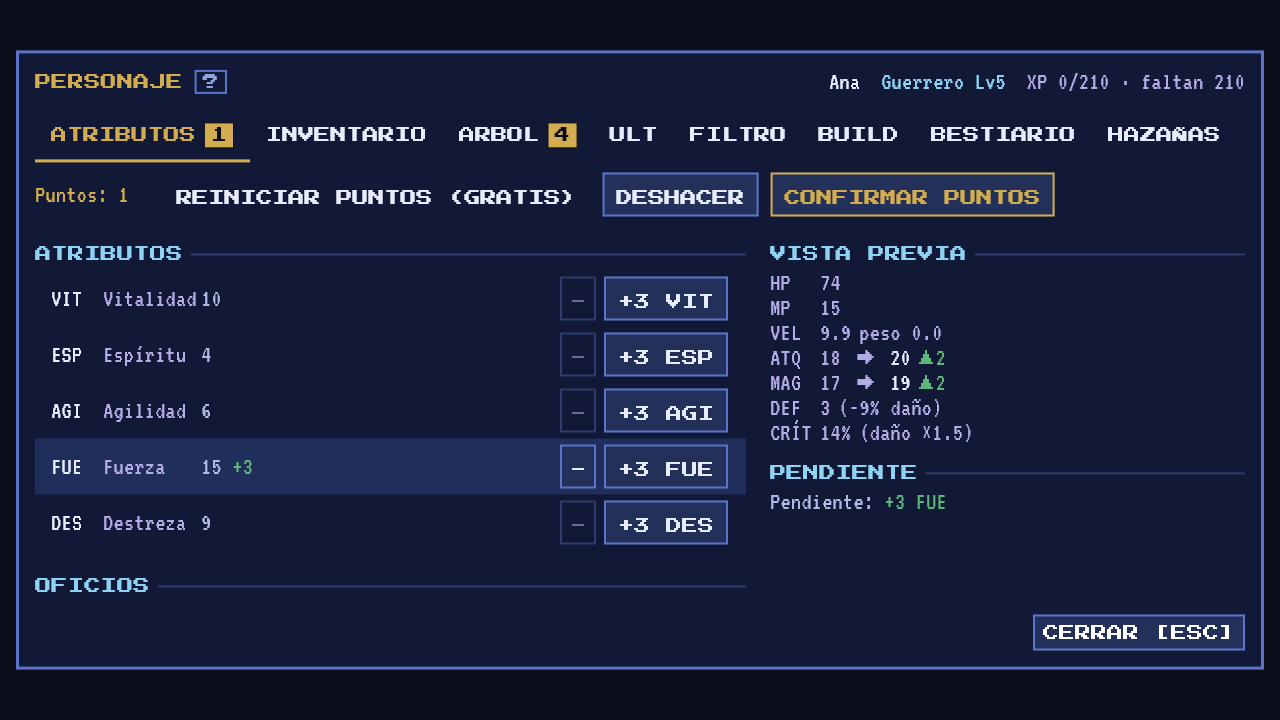 PERSONAJE ? Ana Guerrero Lv5 XP 0/210 · faltan 210
ATRIBUTOS 1 INVENTARIO ARBOL 4 ULT FILTRO BUILD BESTIARIO HAZAñAS
Puntos: 1 REINICIAR PUNTOS (GRATIS) DESHACER CONFIRMAR PUNTOS
ATRIBUTOS
VIT Vitalidad 10 — +3 VIT
ESP Espíritu 4 — +3 ESP
AGI Agilidad 6 — +3 AGI
FUE Fuerza 15 +3 — +3 FUE
DES Destreza 9 — +3 DES
OFICIOS
VISTA PREVIA
HP 74
MP 15
VEL 9.9 peso 0.0
ATQ 18 ➡ 20 ▲2
MAG 17 ➡ 19 ▲2
DEF 3 (-9% daño)
CRÍT 14% (daño X1.5)
PENDIENTE
Pendiente: +3 FUE
CERRAR [ESC]